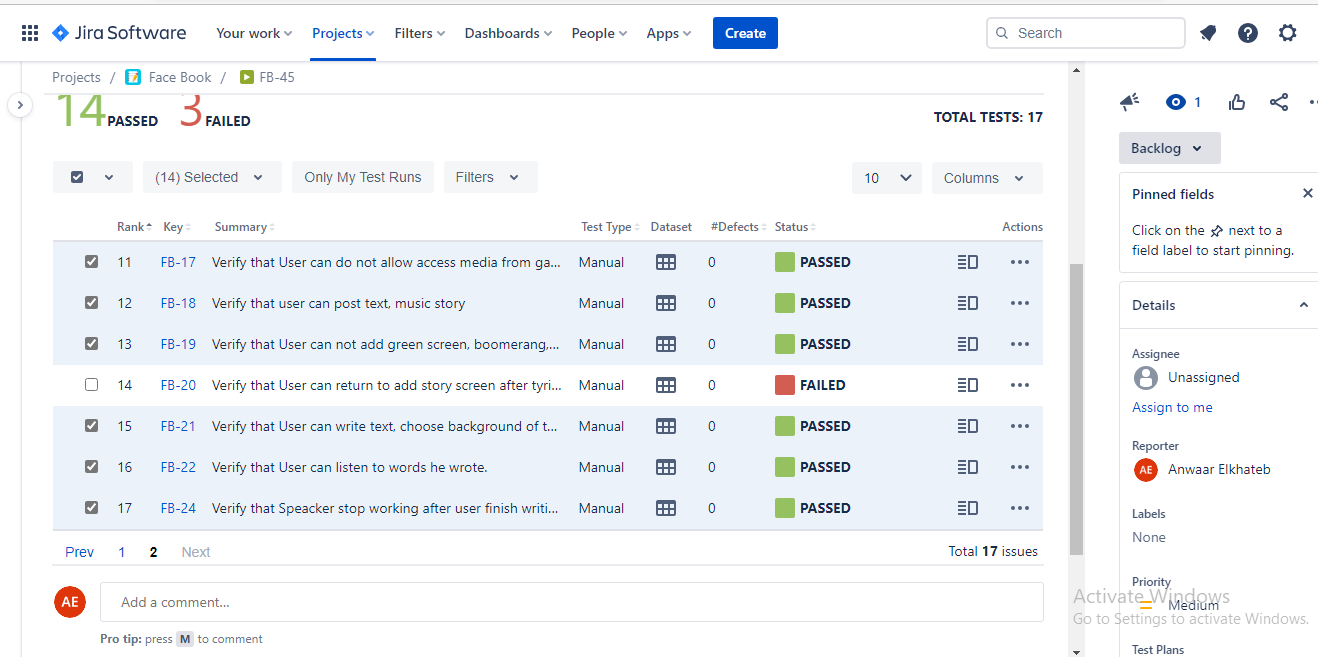 Jira Software Your work Projects Filters Dashboards People Apps Create Search
Projects / Face Book / FB-45
14 PASSED 3 FAILED
TOTAL TESTS: 17
(14) Selected Only My Test Runs Filters 10 Columns
Rank Key Summary Test Type Dataset #Defects Status Actions
11 FB-17 Verify that User can do not allow access media from ga... Manual 0 PASSED
12 FB-18 Verify that user can post text, music story Manual 0 PASSED
13 FB-19 Verify that User can not add green screen, boomerang,... Manual 0 PASSED
14 FB-20 Verify that User can return to add story screen after tyri... Manual 0 FAILED
15 FB-21 Verify that User can write text, choose background of t... Manual 0 PASSED
16 FB-22 Verify that User can listen to words he wrote. Manual 0 PASSED
17 FB-24 Verify that Speacker stop working after user finish writi... Manual 0 PASSED
Prev 1 2 Next
Total 17 issues
AE Add a comment...
Pro tip: press M to comment
1
Backlog
Pinned fields
Click on the next to a
field label to start pinning.
Details
Assignee
Unassigned
Assign to me
Reporter
AE Anwaar Elkhateb
Labels
None
Priority
Medium
Test Plans
Activate Windows
Go to Settings to activate Windows.